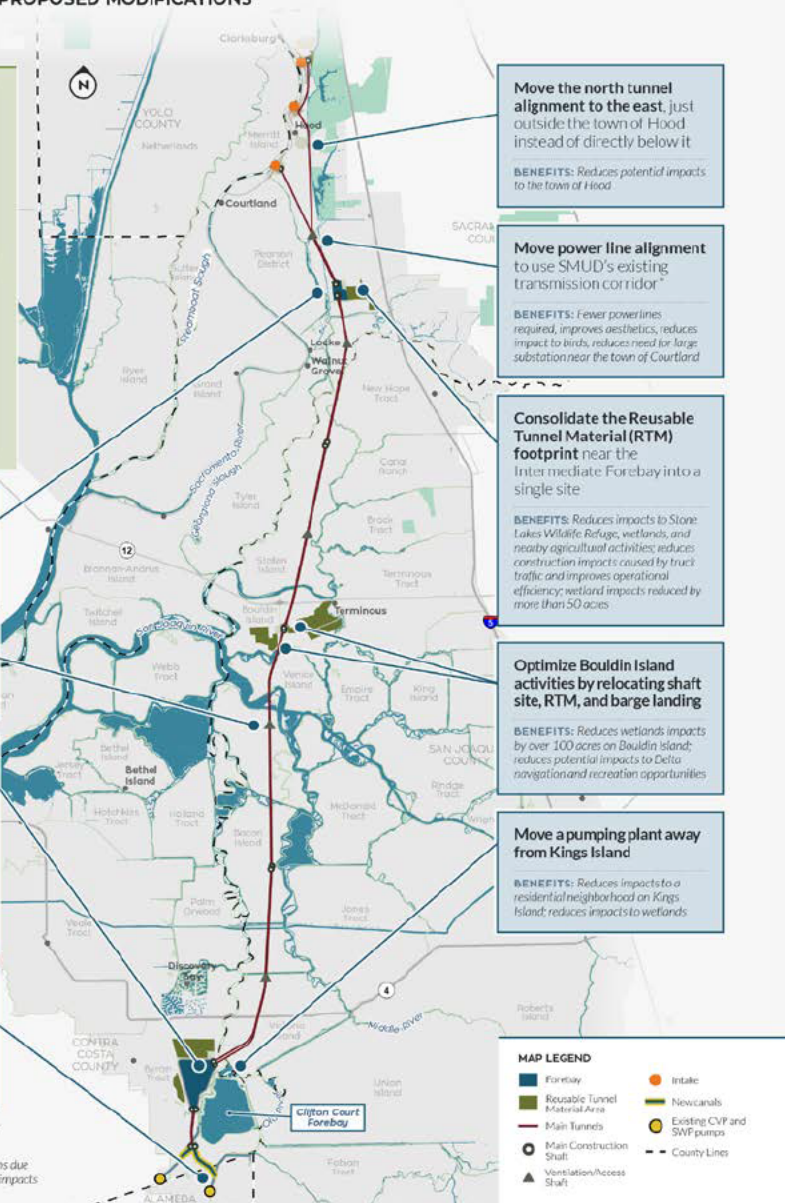 PROPOSED MODIFICATIONS
Clarksburg
N
YOLO
COUNTY
Netherlands
Merritt
Island
Hood
Courtland
SACRA
COU
Pearson
District
Sutter
Island
Steamboat Slough
Locke
Walnut
Grove
Ryer
Island
Grand
Island
New Hope
Tract
Sacramento River
Georgiana Slough
Canal
Ranch
Tyler
Island
Brack
Tract
12
Brannan-Andrus
Island
Staten
Island
Terminous
Tract
Twitchell
Island
Bouldin
Island
Terminous
5
San Joaquin River
Webb
Tract
Venice
Island
Empire
Tract
King
Island
Bethel
Island
Jersey
Tract
Bethel
Island
SAN JOAQU
COUNTY
Rindge
Tract
Hotchkiss
Tract
Holland
Tract
McDonald
Tract
Wrigh
Bacon
Island
Palm
Orwood
Jones
Tract
Veale
Tract
Discovery
Bay
4
Victoria
Island
Middle River
Roberts
Island
CONTRA
COSTA
COUNTY
Byron
Tract
Union
Island
Clifton Court
Forebay
Old River
Fabian
Tract
ALAMEDA
ns due
impacts
Move the north tunnel
alignment to the east, just
outside the town of Hood
instead of directly below it
BENEFITS: Reduces potential impacts
to the town of Hood
Move power line alignment
to use SMUD's existing
transmission corridor*
BENEFITS: Fewer powerlines
required, improves aesthetics, reduces
impact to birds, reduces need for large
substation near the town of Courtland
Consolidate the Reusable
Tunnel Material (RTM)
footprint near the
Intermediate Forebay into a
single site
BENEFITS: Reduces impacts to Stone
Lakes Wildlife Refuge, wetlands, and
nearby agricultural activities; reduces
construction impacts caused by truck
traffic and improves operational
efficiency; wetland impacts reduced by
more than 50 acres
Optimize Bouldin Island
activities by relocating shaft
site, RTM, and barge landing
BENEFITS: Reduces wetlands impacts
by over 100 acres on Bouldin Island;
reduces potential impacts to Delta
navigation and recreation opportunities
Move a pumping plant away
from Kings Island
BENEFITS: Reduces impacts to a
residential neighborhood on Kings
Island; reduces impacts to wetlands
MAP LEGEND
Forebay
Reusable Tunnel
Material Area
Main Tunnels
Main Construction
Shaft
Ventilation/Access
Shaft
Intake
New canals
Existing CVP and
SWP pumps
County Lines